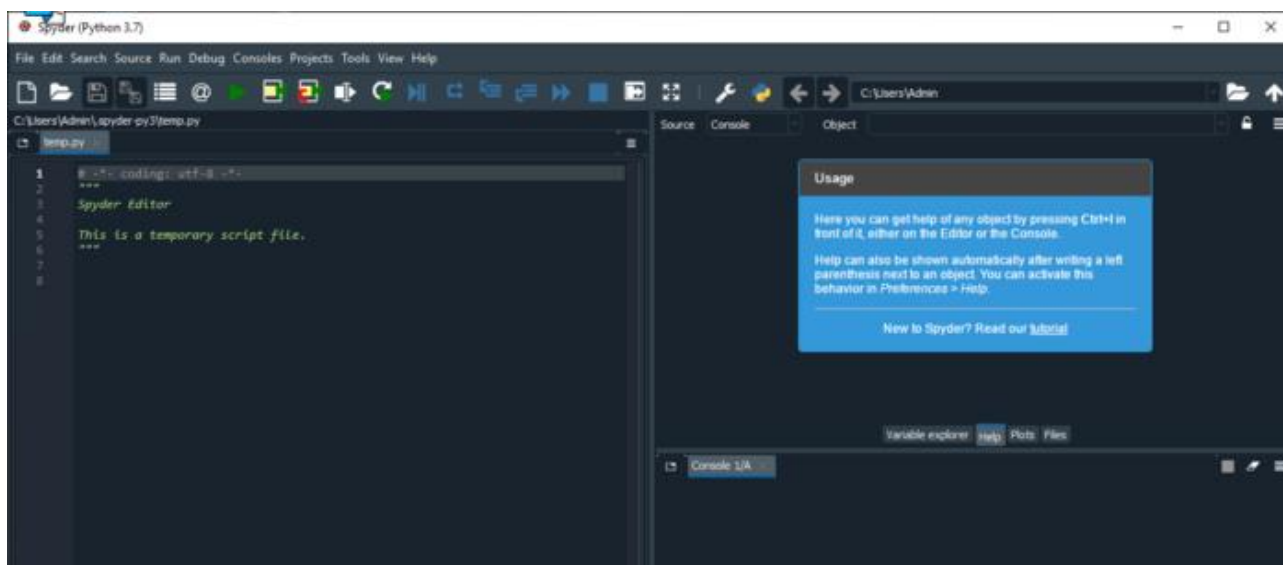 Spyder (Python 3.7)
File Edit Search Source Run Debug Consoles Projects Tools View Help
C:\Users\Admin
C:\Users\Admin\.spyder-py3\temp.py
Source Console Object
temp.py
1 # -*- coding: utf-8 -*-
2 """
3 Spyder Editor
4
5 This is a temporary script file.
6 """
7
8
Usage
Here you can get help of any object by pressing Ctrl+I in
front of it, either on the Editor or the Console.
Help can also be shown automatically after writing a left
parenthesis next to an object. You can activate this
behavior in Preferences > Help.
New to Spyder? Read our tutorial
Variable explorer Help Plots Files
Console 1/A